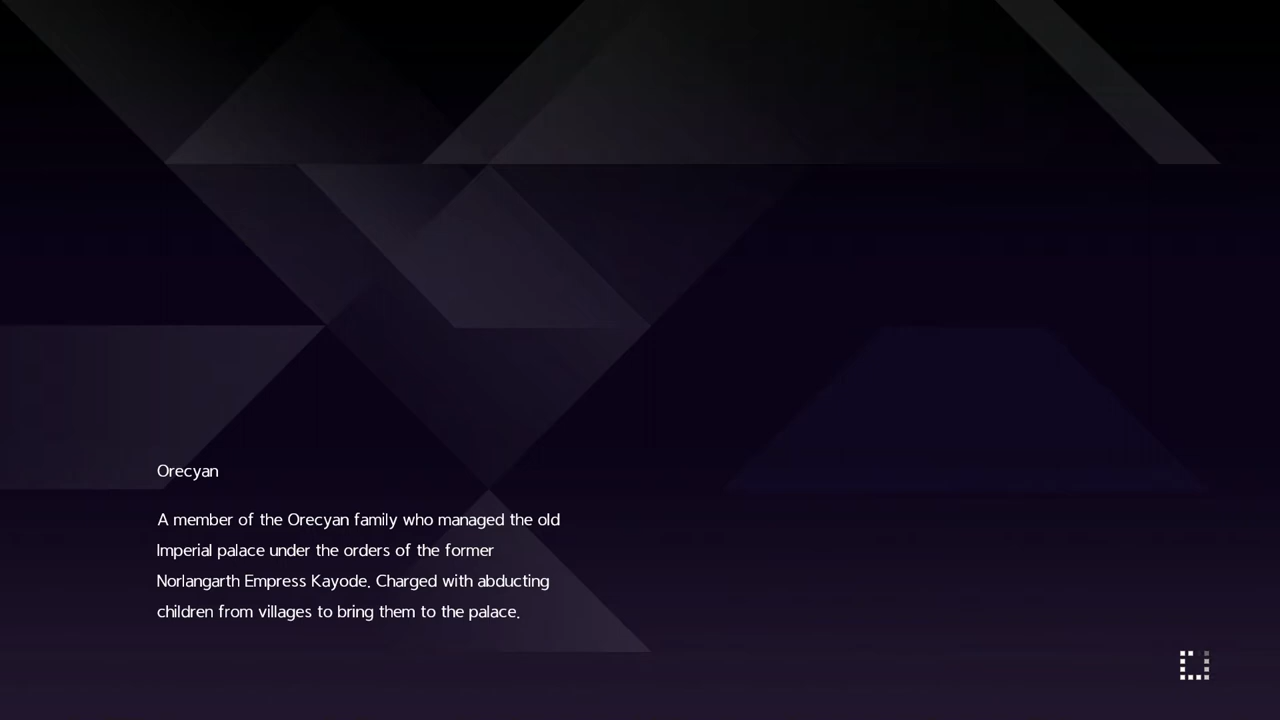 Orecyan
A member of the Orecyan family who managed the old
Imperial palace under the orders of the former
Norlangarth Empress Kayode. Charged with abducting
children from villages to bring them to the palace.